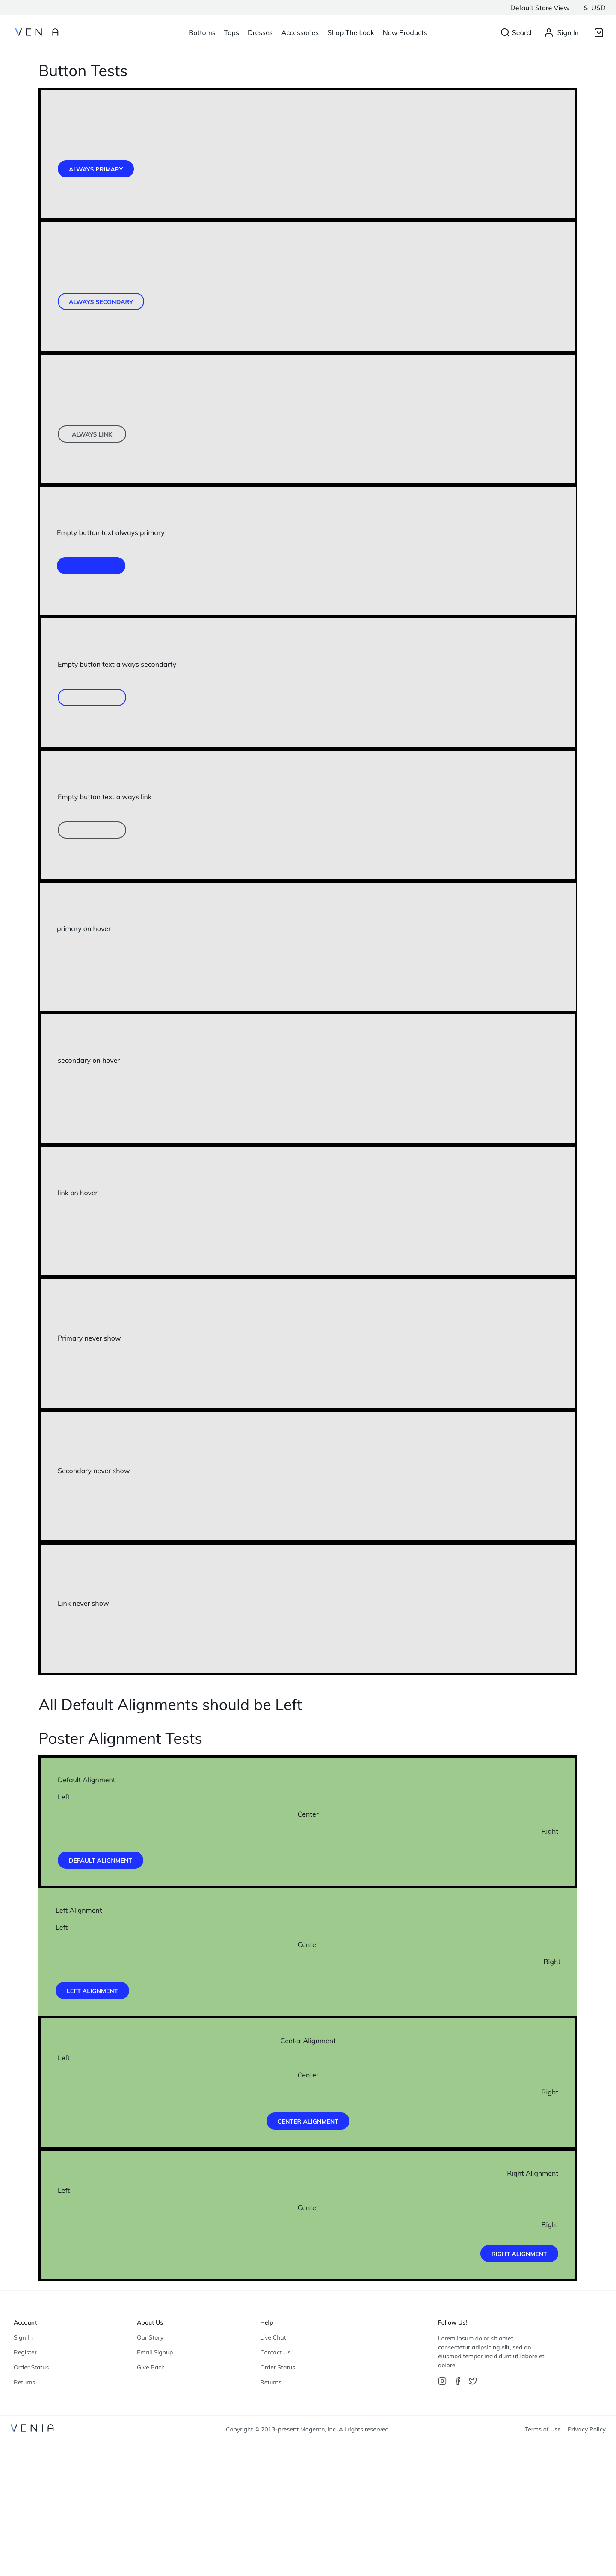 Default Store View $ USD
VENIA Bottoms Tops Dresses Accessories Shop The Look New Products Search Sign In
Button Tests
ALWAYS PRIMARY
ALWAYS SECONDARY
ALWAYS LINK
Empty button text always primary
Empty button text always secondarty
Empty button text always link
primary on hover
secondary on hover
link on hover
Primary never show
Secondary never show
Link never show
All Default Alignments should be Left
Poster Alignment Tests
Default Alignment
Left
Center
Right
DEFAULT ALIGNMENT
Left Alignment
Left
Center
Right
LEFT ALIGNMENT
Center Alignment
Left
Center
Right
CENTER ALIGNMENT
Right Alignment
Left
Center
Right
RIGHT ALIGNMENT
Account
Sign In
Register
Order Status
Returns
About Us
Our Story
Email Signup
Give Back
Help
Live Chat
Contact Us
Order Status
Returns
Follow Us!
Lorem ipsum dolor sit amet,
consectetur adipsicing elit, sed do
eiusmod tempor incididunt ut labore et
dolore.
VENIA Copyright © 2013-present Magento, Inc. All rights reserved. Terms of Use Privacy Policy